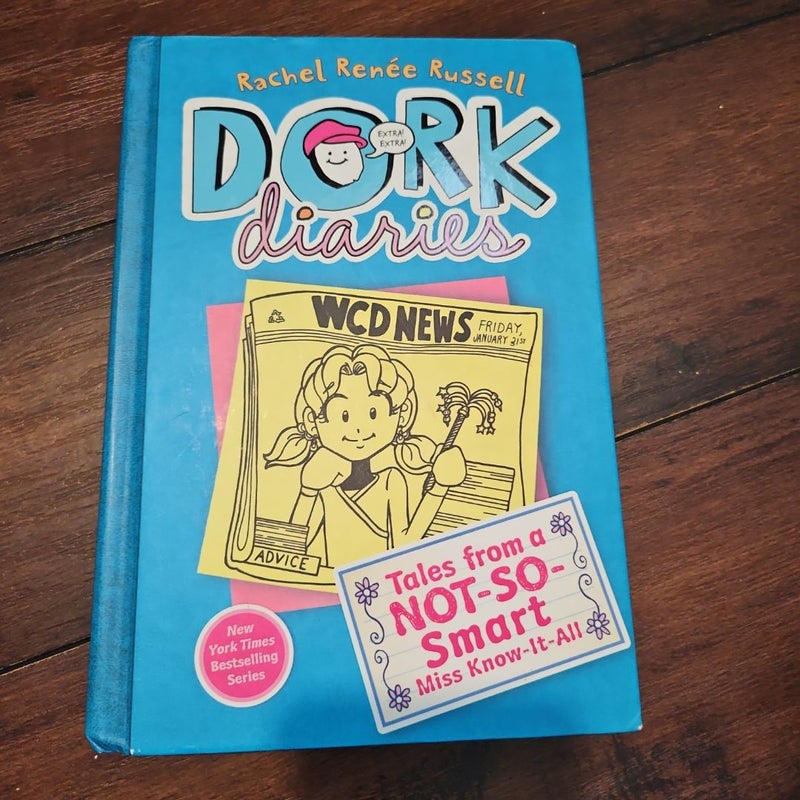 Rachel Renée Russell
DORK
EXTRA!
EXTRA!
diaries
WCD NEWS
FRIDAY,
JANUARY 31ST
ADVICE
Tales from a
NOT-SO-
Smart
Miss Know-It-All
New
York Times
Bestselling
Series